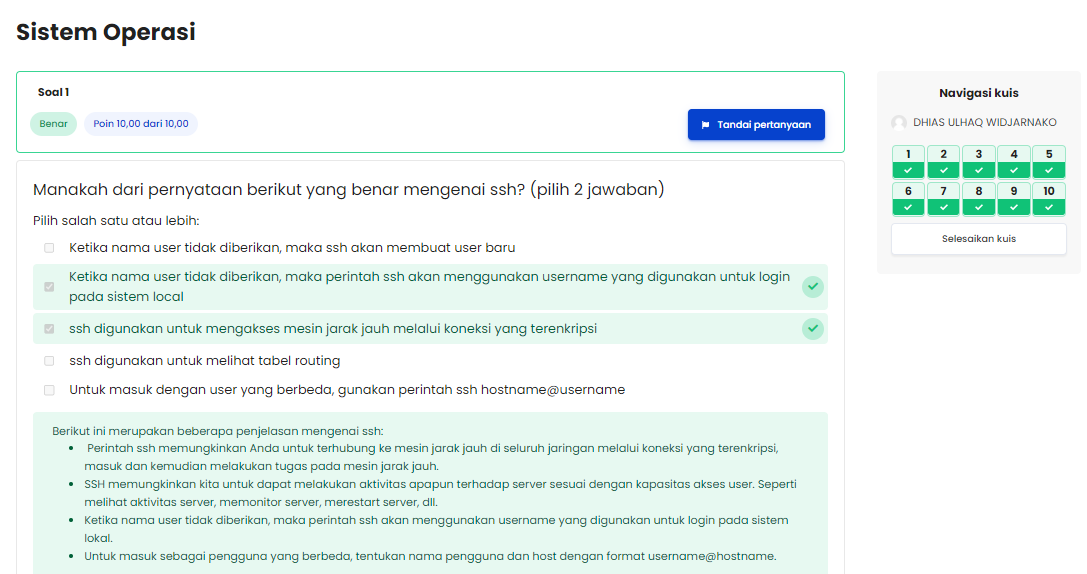 Sistem Operasi
Soal 1
Benar
Poin 10,00 dari 10,00
Tandai pertanyaan
Manakah dari pernyataan berikut yang benar mengenai ssh? (pilih 2 jawaban)
Pilih salah satu atau lebih:
Ketika nama user tidak diberikan, maka ssh akan membuat user baru
Ketika nama user tidak diberikan, maka perintah ssh akan menggunakan username yang digunakan untuk login
pada sistem local
ssh digunakan untuk mengakses mesin jarak jauh melalui koneksi yang terenkripsi
ssh digunakan untuk melihat tabel routing
Untuk masuk dengan user yang berbeda, gunakan perintah ssh hostname@username
Berikut ini merupakan beberapa penjelasan mengenai ssh:
• Perintah ssh memungkinkan Anda untuk terhubung ke mesin jarak jauh di seluruh jaringan melalui koneksi yang terenkripsi,
masuk dan kemudian melakukan tugas pada mesin jarak jauh.
• SSH memungkinkan kita untuk dapat melakukan aktivitas apapun terhadap server sesuai dengan kapasitas akses user. Seperti
melihat aktivitas server, memonitor server, merestart server, dll.
• Ketika nama user tidak diberikan, maka perintah ssh akan menggunakan username yang digunakan untuk login pada sistem
lokal.
• Untuk masuk sebagai pengguna yang berbeda, tentukan nama pengguna dan host dengan format username@hostname.
Navigasi kuis
DHIAS ULHAQ WIDJARNAKO
1 2 3 4 5
6 7 8 9 10
Selesaikan kuis